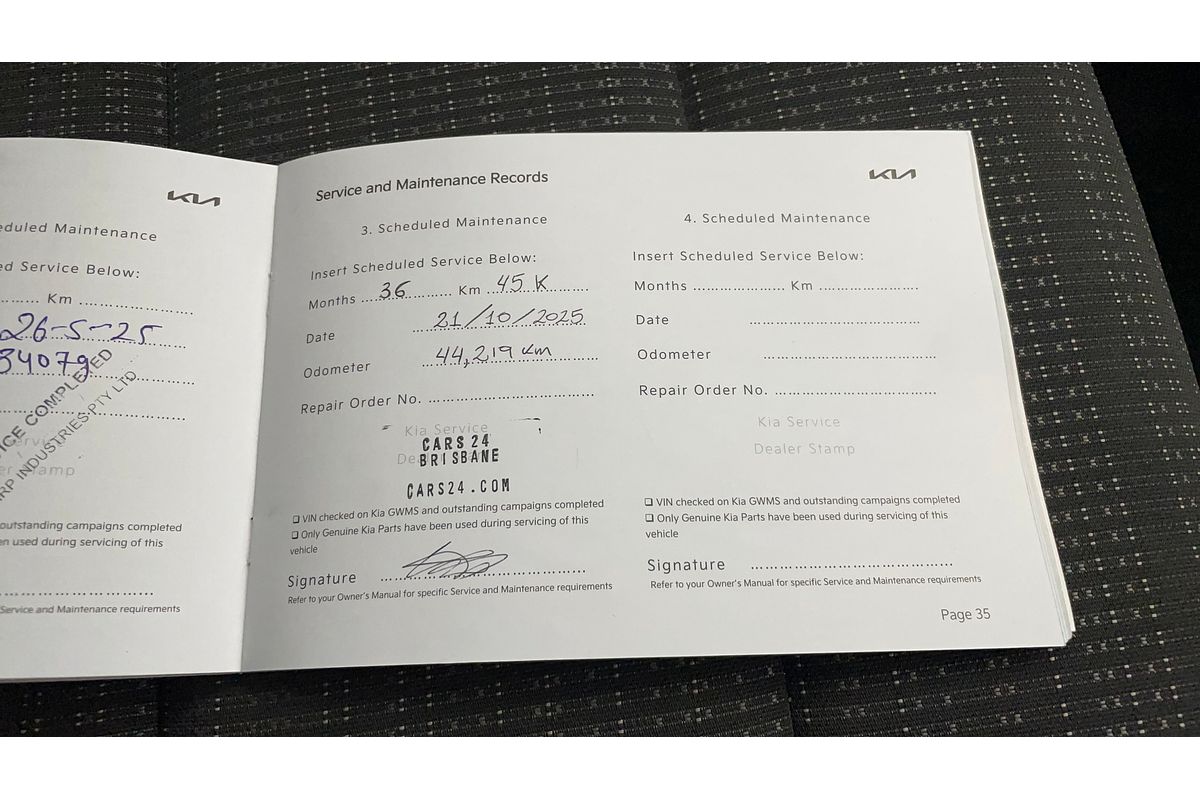 KIA
duled Maintenance
ed Service Below:
Km
26-5-25
34079
ICE COMPLETED
RP INDUSTRIES PTY LTD
amp
outstanding campaigns completed
en used during servicing of this
Service and Maintenance requirements
Service and Maintenance Records
3. Scheduled Maintenance
Insert Scheduled Service Below:
Months 36 Km 45 K
Date 21/10/2025
Odometer 44,219 km
Repair Order No.
Kia Service
CARS 24
BRISBANE
CARS24.COM
❑ VIN checked on Kia GWMS and outstanding campaigns completed
❑ Only Genuine Kia Parts have been used during servicing of this
vehicle
Signature
Refer to your Owner's Manual for specific Service and Maintenance requirements
KIA
4. Scheduled Maintenance
Insert Scheduled Service Below:
Months Km
Date
Odometer
Repair Order No.
Kia Service
Dealer Stamp
❑ VIN checked on Kia GWMS and outstanding campaigns completed
❑ Only Genuine Kia Parts have been used during servicing of this
vehicle
Signature
Refer to your Owner's Manual for specific Service and Maintenance requirements
Page 35